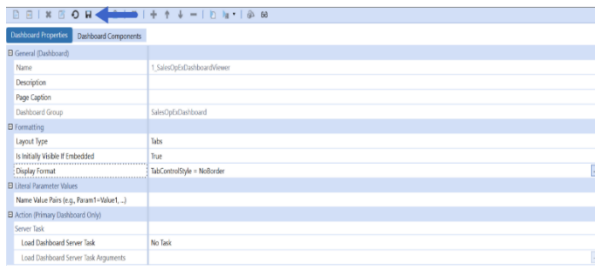 Dashboard Properties Dashboard Components
General (Dashboard)
Name 1_SalesOpExDashboardViewer
Description
Page Caption
Dashboard Group SalesOpExDashboard
Formatting
Layout Type Tabs
Is Initially Visible If Embedded True
Display Format TabControlStyle = NoBorder
Literal Parameter Values
Name Value Pairs (e.g., Param1=Value1, ...)
Action (Primary Dashboard Only)
Server Task
Load Dashboard Server Task No Task
Load Dashboard Server Task Arguments